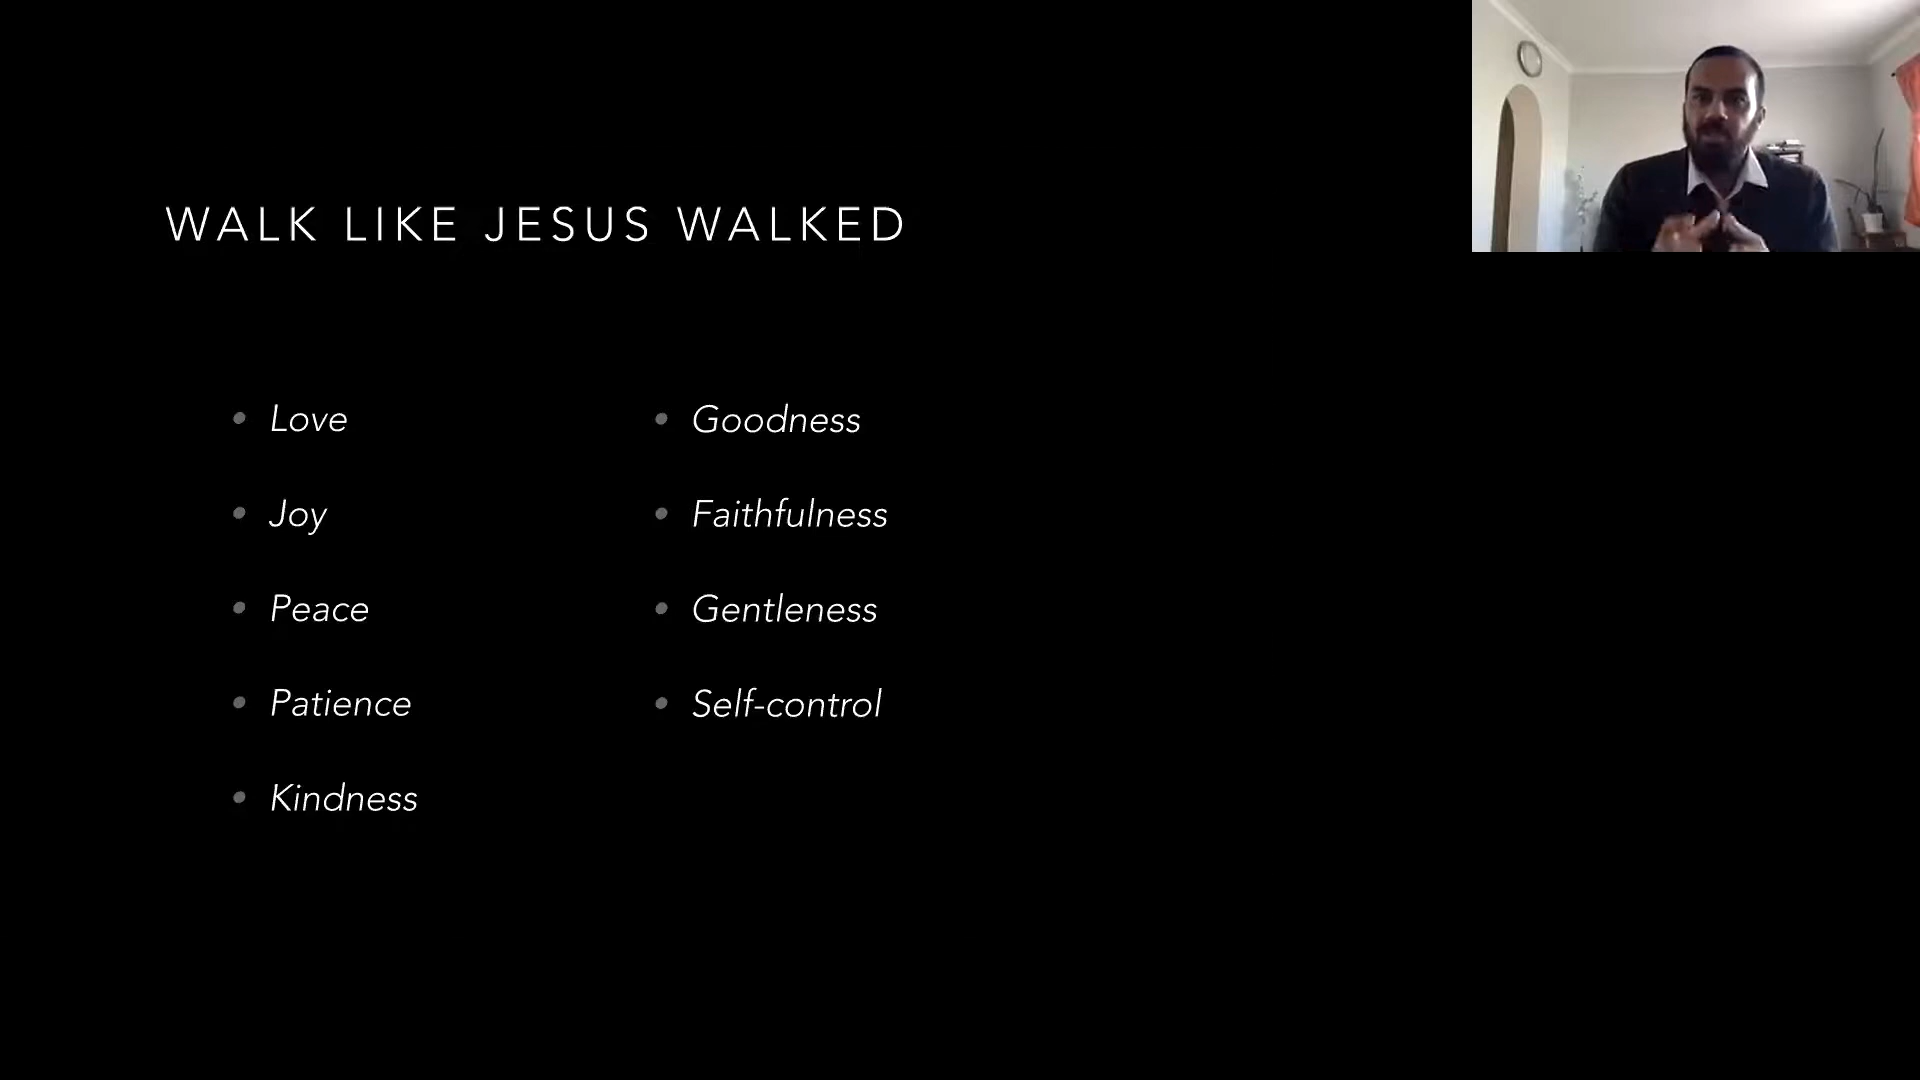 WALK LIKE JESUS WALKED
• Love
• Joy
• Peace
• Patience
• Kindness
• Goodness
• Faithfulness
• Gentleness
• Self-control